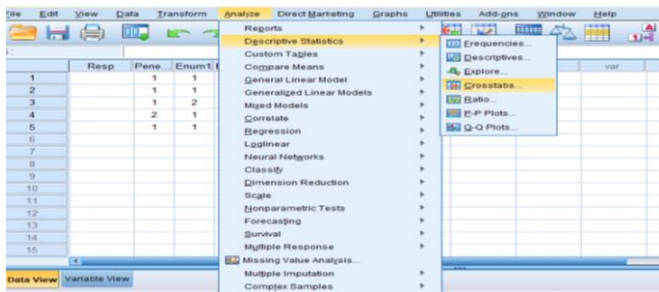 File Edit View Data Transform Analyze Direct Marketing Graphs Utilities Add-ons Window Help
Reports
Descriptive Statistics
Custom Tables
Compare Means
General Linear Model
Generalized Linear Models
Mixed Models
Correlate
Regression
Loglinear
Neural Networks
Classify
Dimension Reduction
Scale
Nonparametric Tests
Forecasting
Survival
Multiple Response
Missing Value Analysis...
Multiple Imputation
Complex Samples
Frequencies...
Descriptives...
Explore...
Crosstabs...
Ratio...
P-P Plots...
Q-Q Plots...
Resp Pene... Enum1 var
1 1 1
2 1 1
3 1 2
4 2 1
5 1 1
6
7
8
9
10
11
12
13
14
15
Data View Variable View